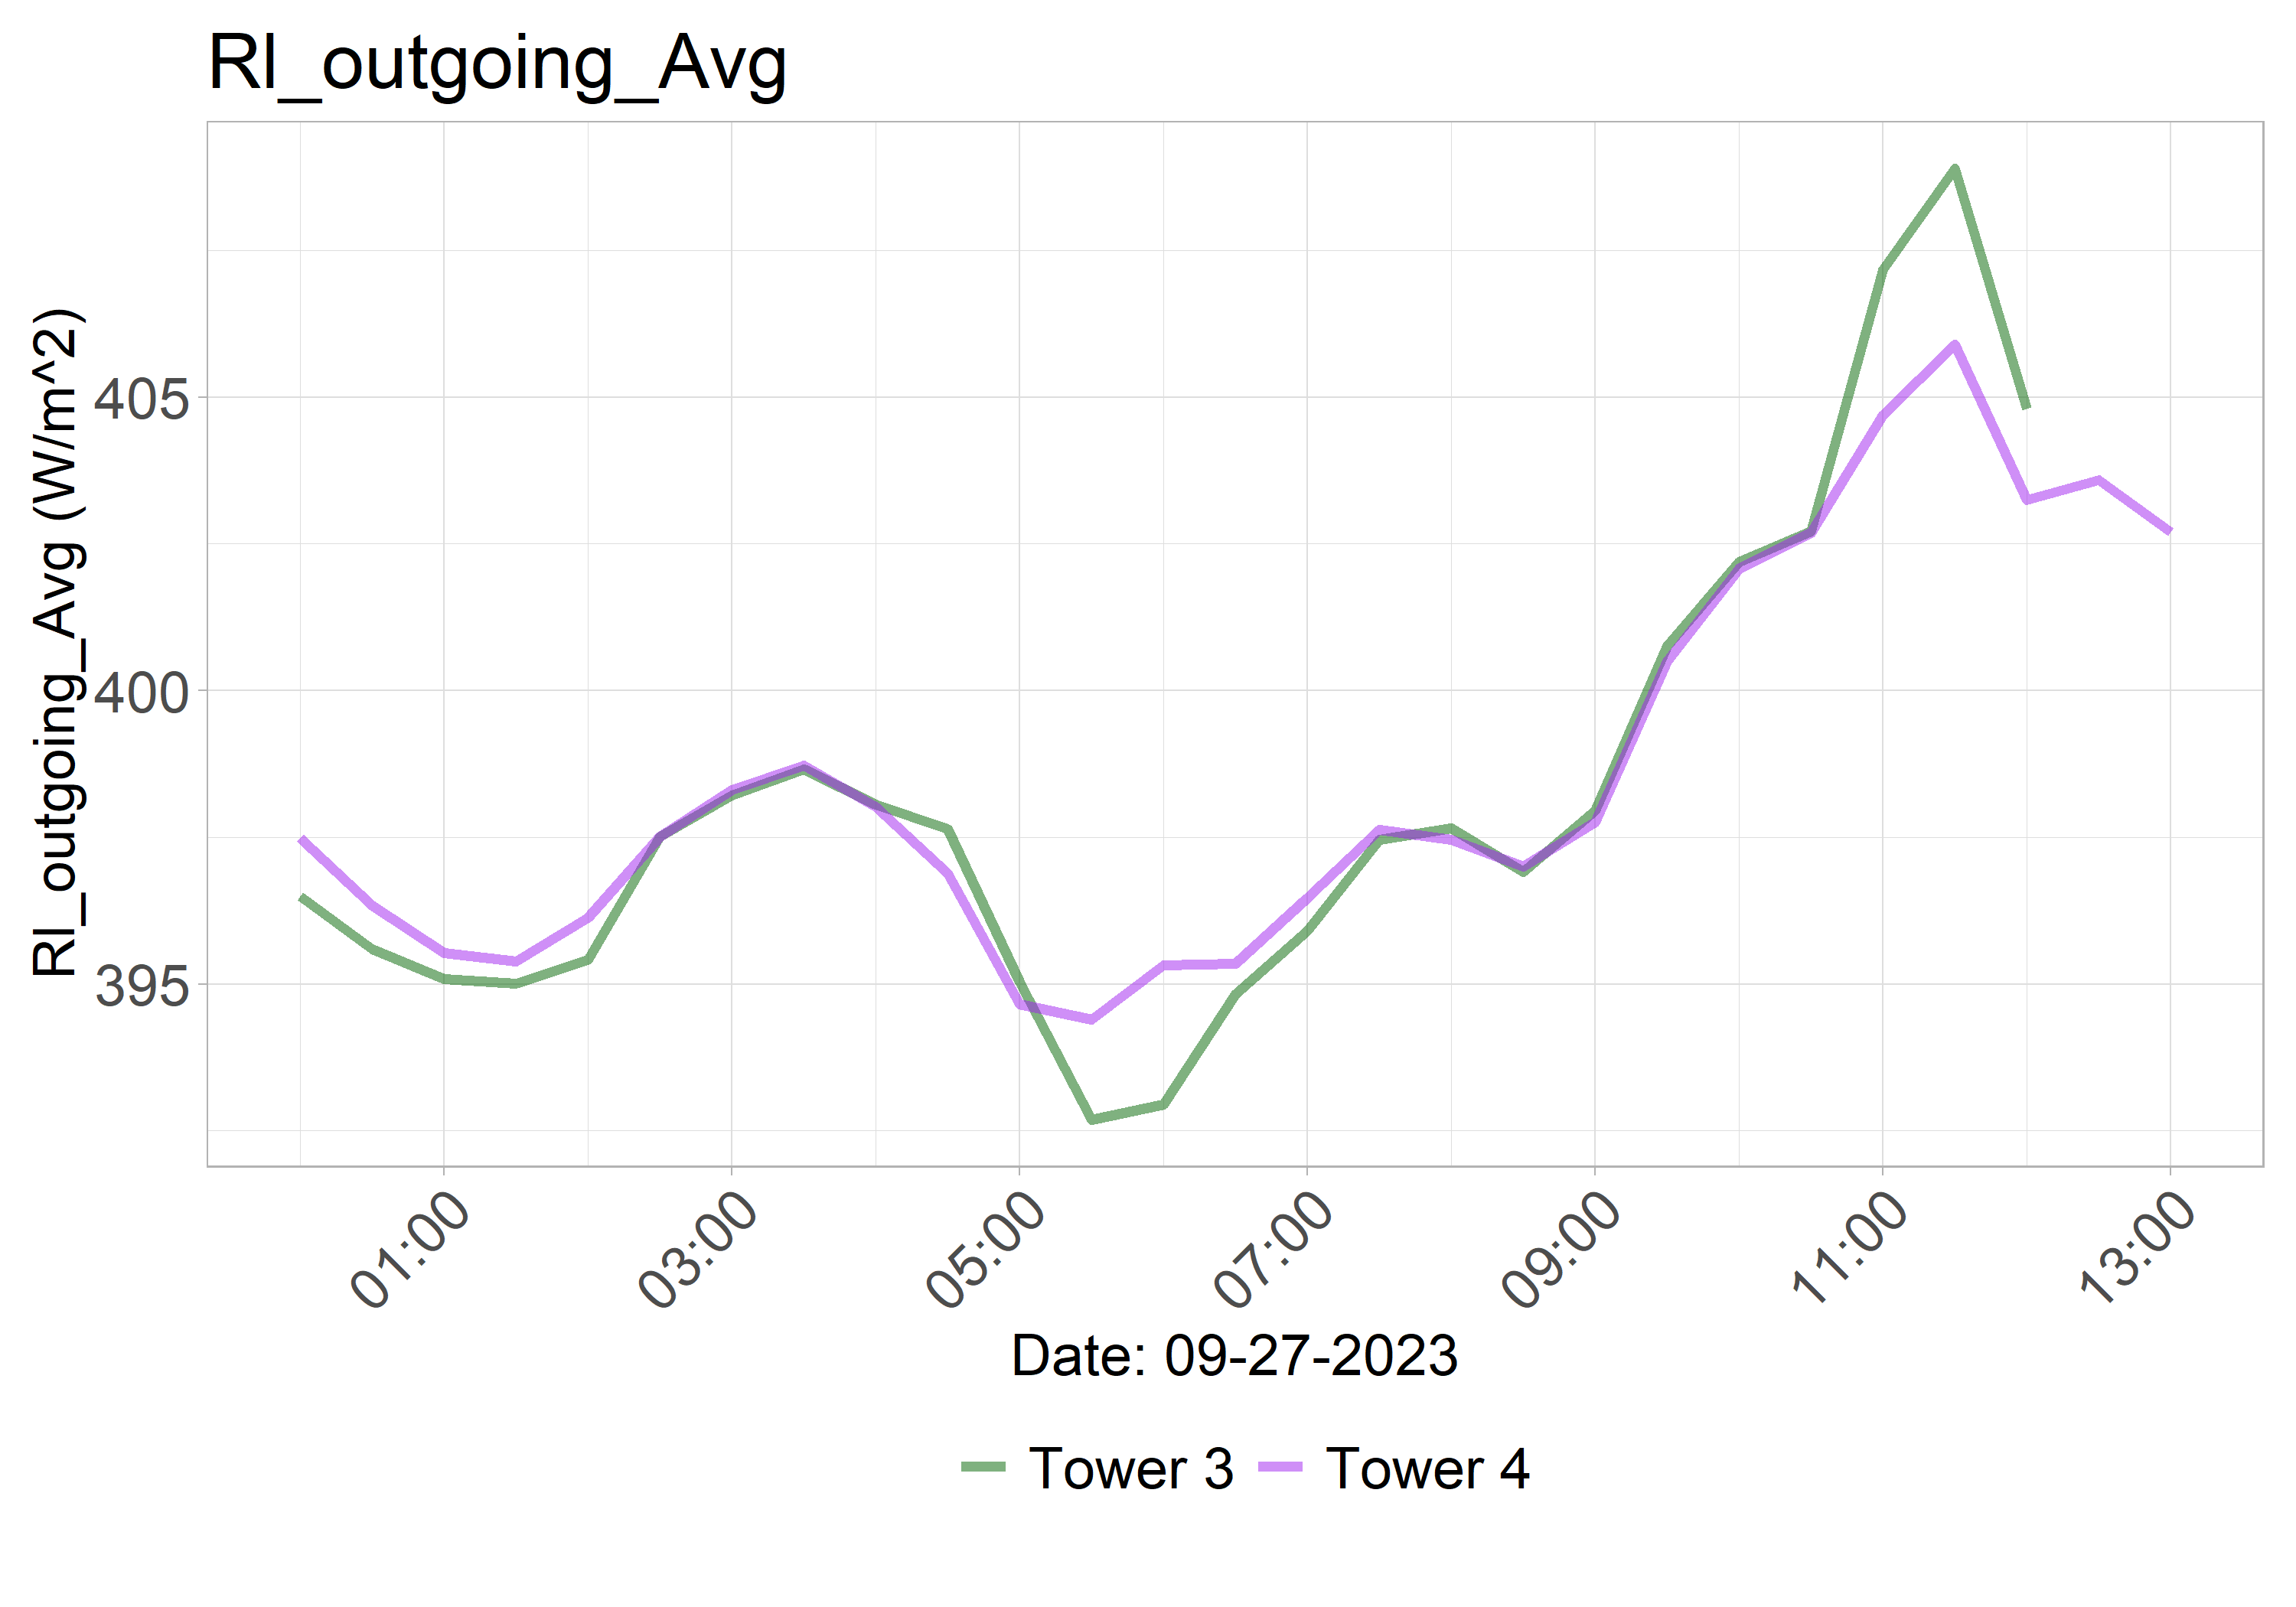 Rl_outgoing_Avg
Rl_outgoing_Avg (W/m^2)
405
400
395
01:00 03:00 05:00 07:00 09:00 11:00 13:00
Date: 09-27-2023
Tower 3 Tower 4